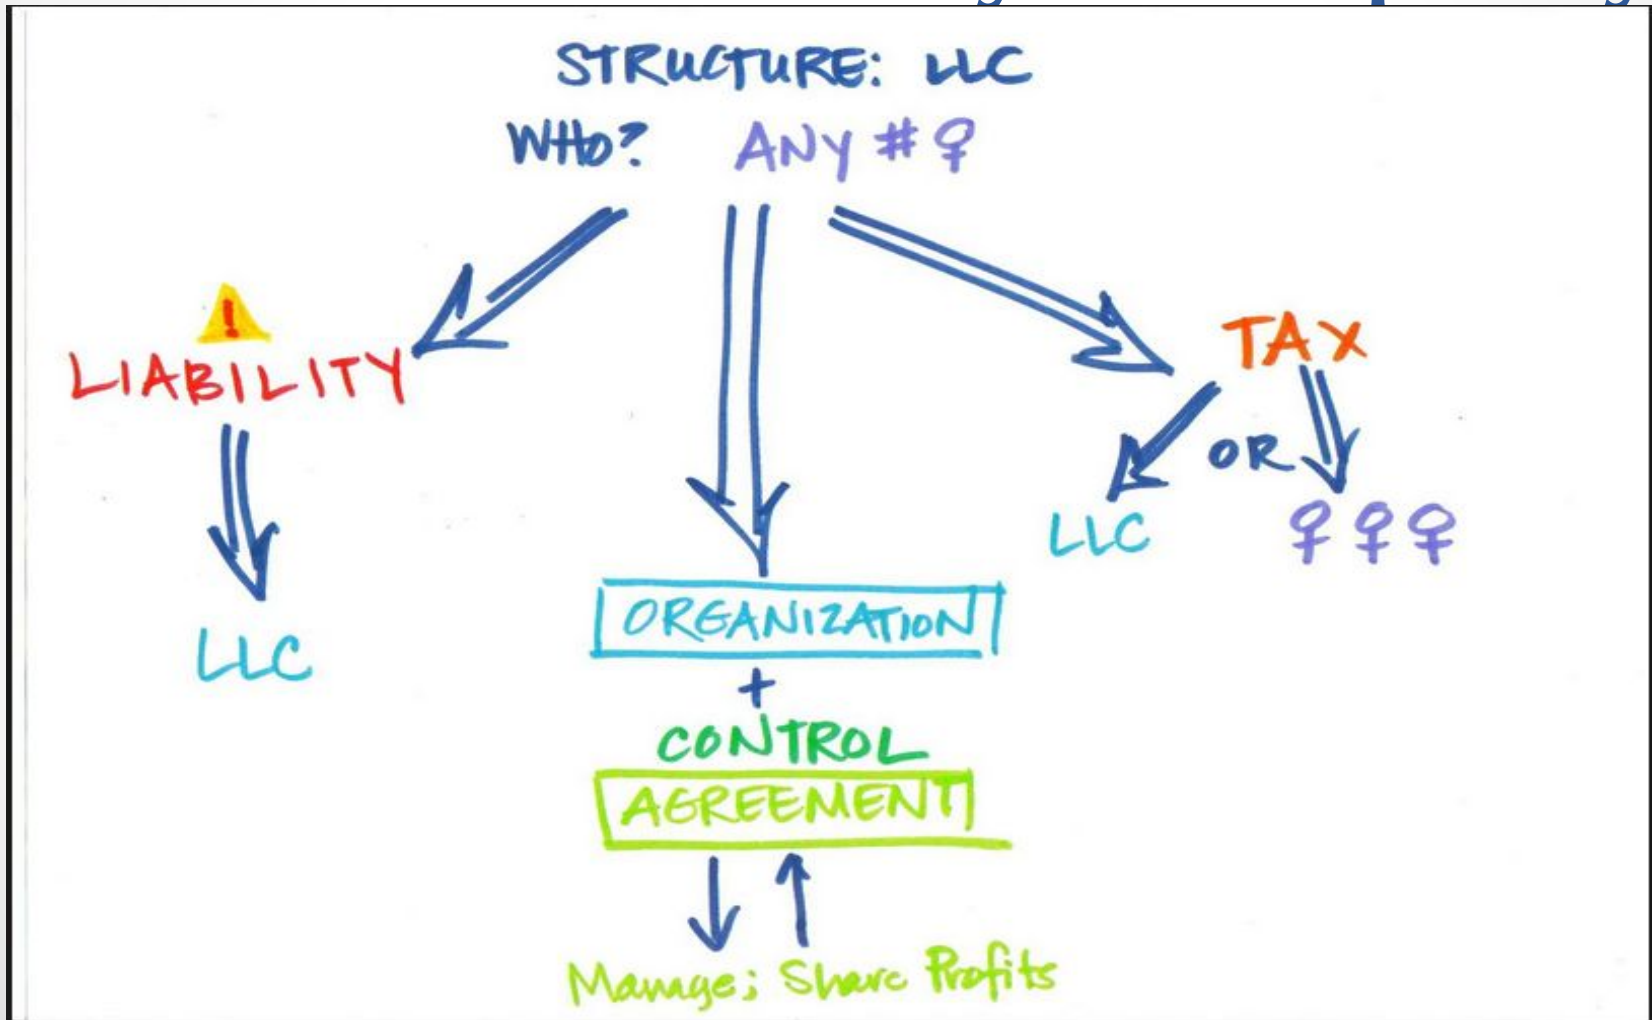 STRUCTURE: LLC
WHO? ANY # ♀
!
LIABILITY
LLC
TAX
OR
LLC
♀ ♀ ♀
ORGANIZATION
+
CONTROL
AGREEMENT
Manage; Share Profits